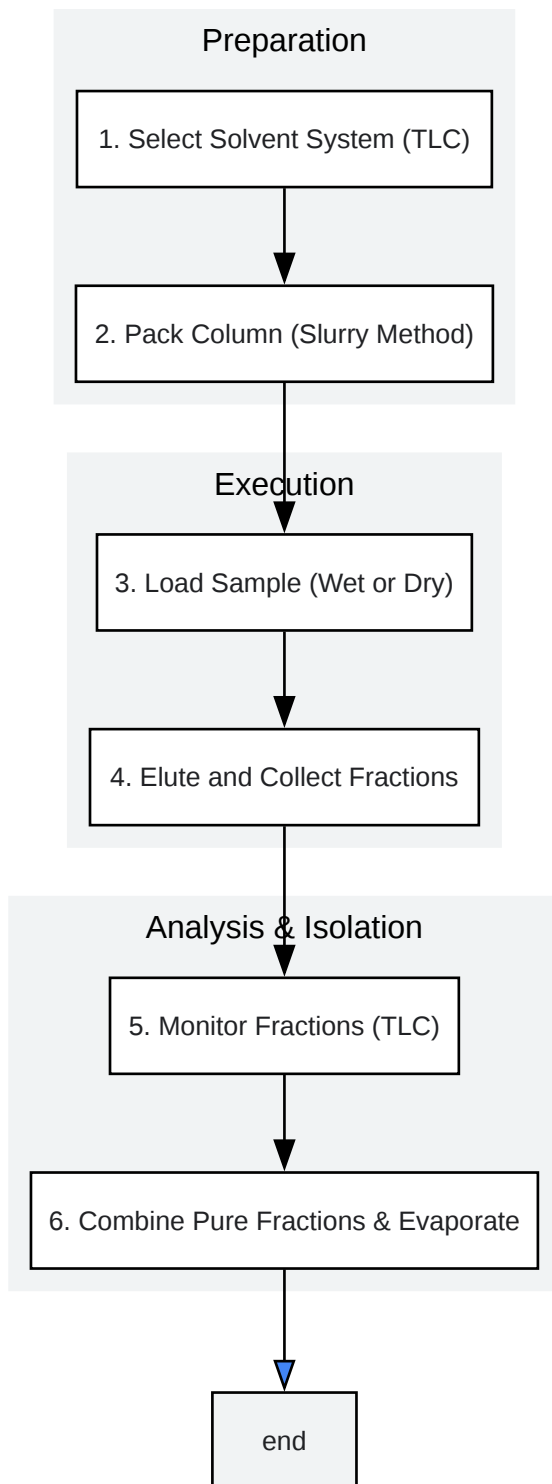 Preparation
1. Select Solvent System (TLC)
2. Pack Column (Slurry Method)
Execution
3. Load Sample (Wet or Dry)
4. Elute and Collect Fractions
Analysis & Isolation
5. Monitor Fractions (TLC)
6. Combine Pure Fractions & Evaporate
end